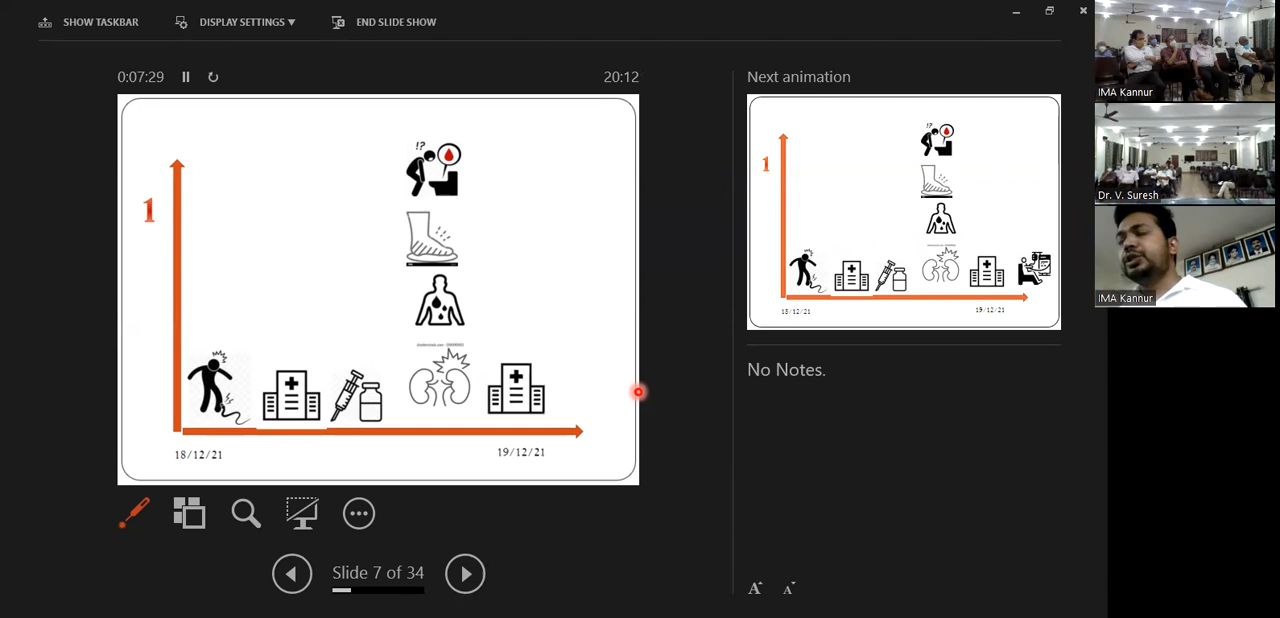 SHOW TASKBAR
DISPLAY SETTINGS ▼
END SLIDE SHOW
0:07:29
20:12
Next animation
!?
1
18/12/21
19/12/21
!?
1
18/12/21
19/12/21
No Notes.
Slide 7 of 34
A A
IMA Kannur
Dr. V. Suresh
IMA Kannur